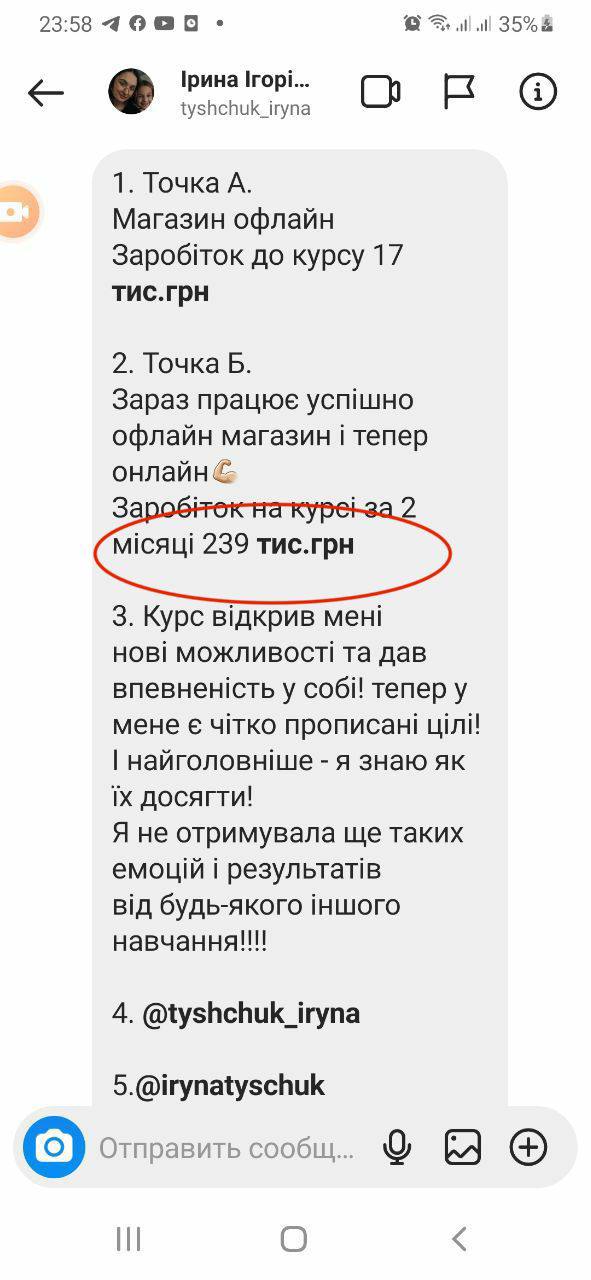 23:58
35%
Ірина Ігорі...
tyshchuk_iryna
1. Точка А.
Магазин офлайн
Заробіток до курсу 17
тис.грн
2. Точка Б.
Зараз працює успішно
офлайн магазин і тепер
онлайн💪🏻
Заробіток на курсі за 2
місяці 239 тис.грн
3. Курс відкрив мені
нові можливості та дав
впевненість у собі! тепер у
мене є чітко прописані цілі!
І найголовніше - я знаю як
їх досягти!
Я не отримувала ще таких
емоцій і результатів
від будь-якого іншого
навчання!!!!
4. @tyshchuk_iryna
5.@irynatyschuk
Отправить сообщ...